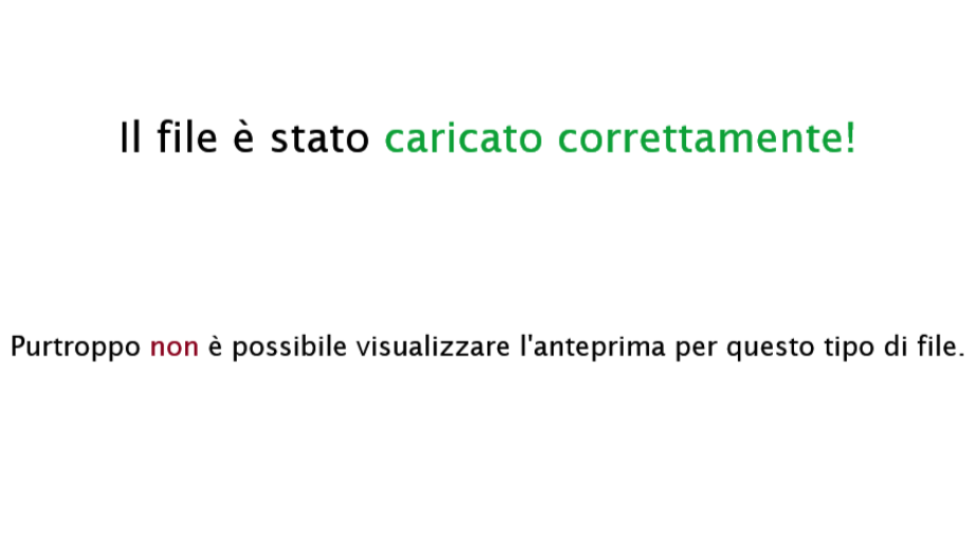 Il file è stato caricato correttamente!
Purtroppo non è possibile visualizzare l'anteprima per questo tipo di file.